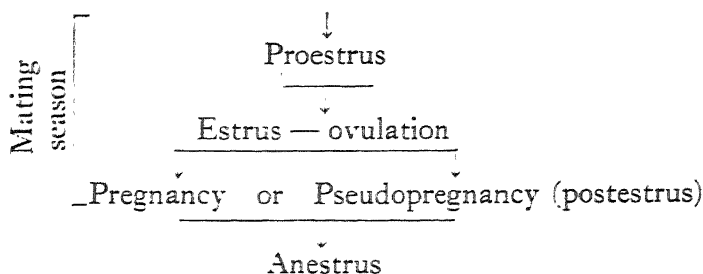 Mating
season
Proestrus
Estrus — ovulation
Pregnancy or Pseudopregnancy (postestrus)
Anestrus